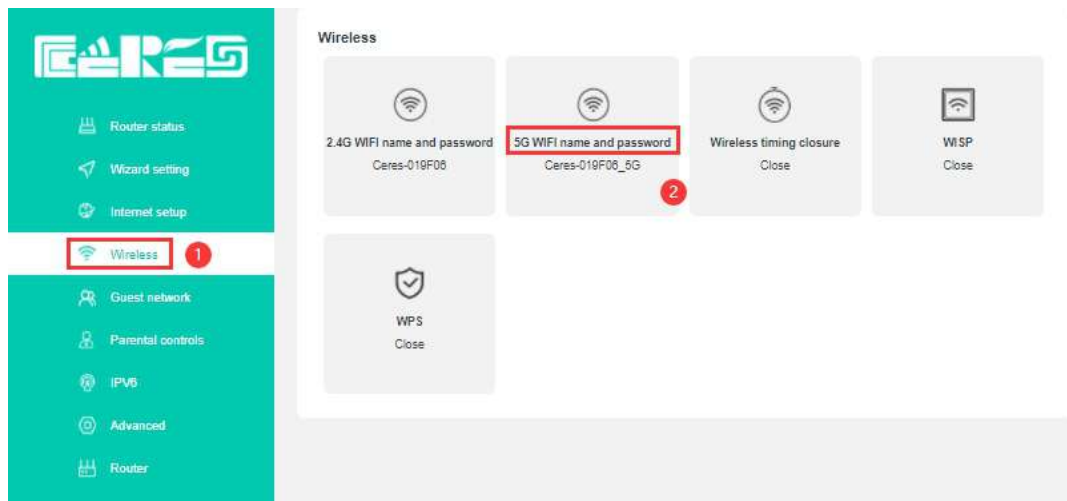 CERES
Router status
Wizard setting
Internet setup
Wireless
1
Guest network
Parental controls
IPV6
Advanced
Router
Wireless
2.4G WIFI name and password
Ceres-019F06
5G WIFI name and password
Ceres-019F06_5G
2
Wireless timing closure
Close
WISP
Close
WPS
Close